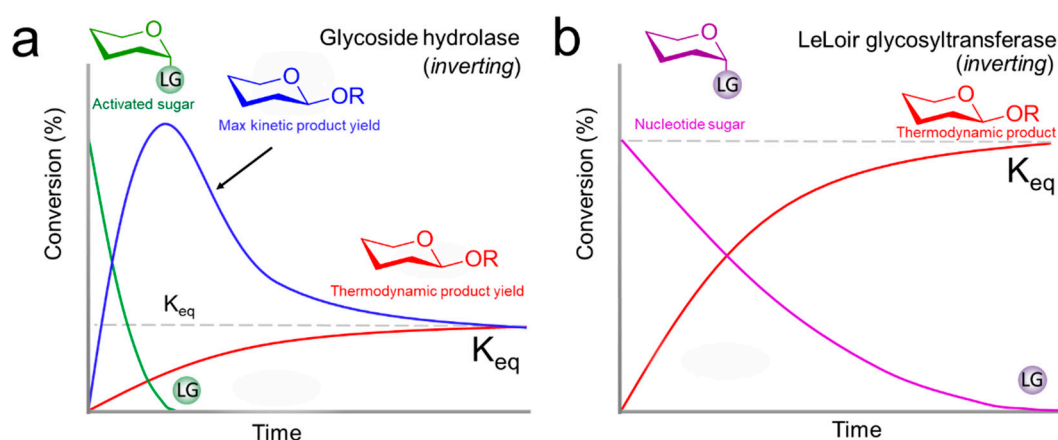 a
Glycoside hydrolase
(inverting)
LG
Activated sugar
O
OR
Max kinetic product yield
O
OR
Thermodynamic product yield
Keq
Keq
LG
O
Conversion (%)
Time
b
LeLoir glycosyltransferase
(inverting)
O
LG
Nucleotide sugar
O
OR
Thermodynamic product
Keq
LG
Conversion (%)
Time